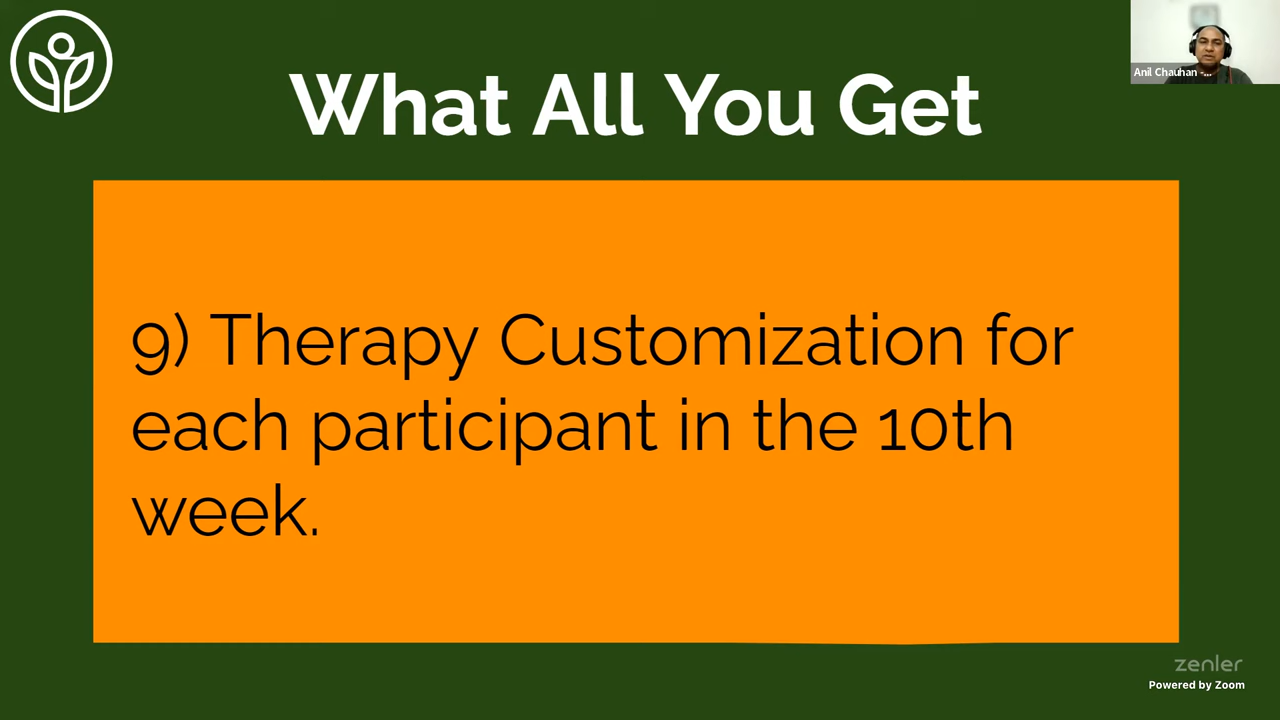 What All You Get
Anil Chauhan -...
9) Therapy Customization for
each participant in the 10th
week.
zenler
Powered by Zoom